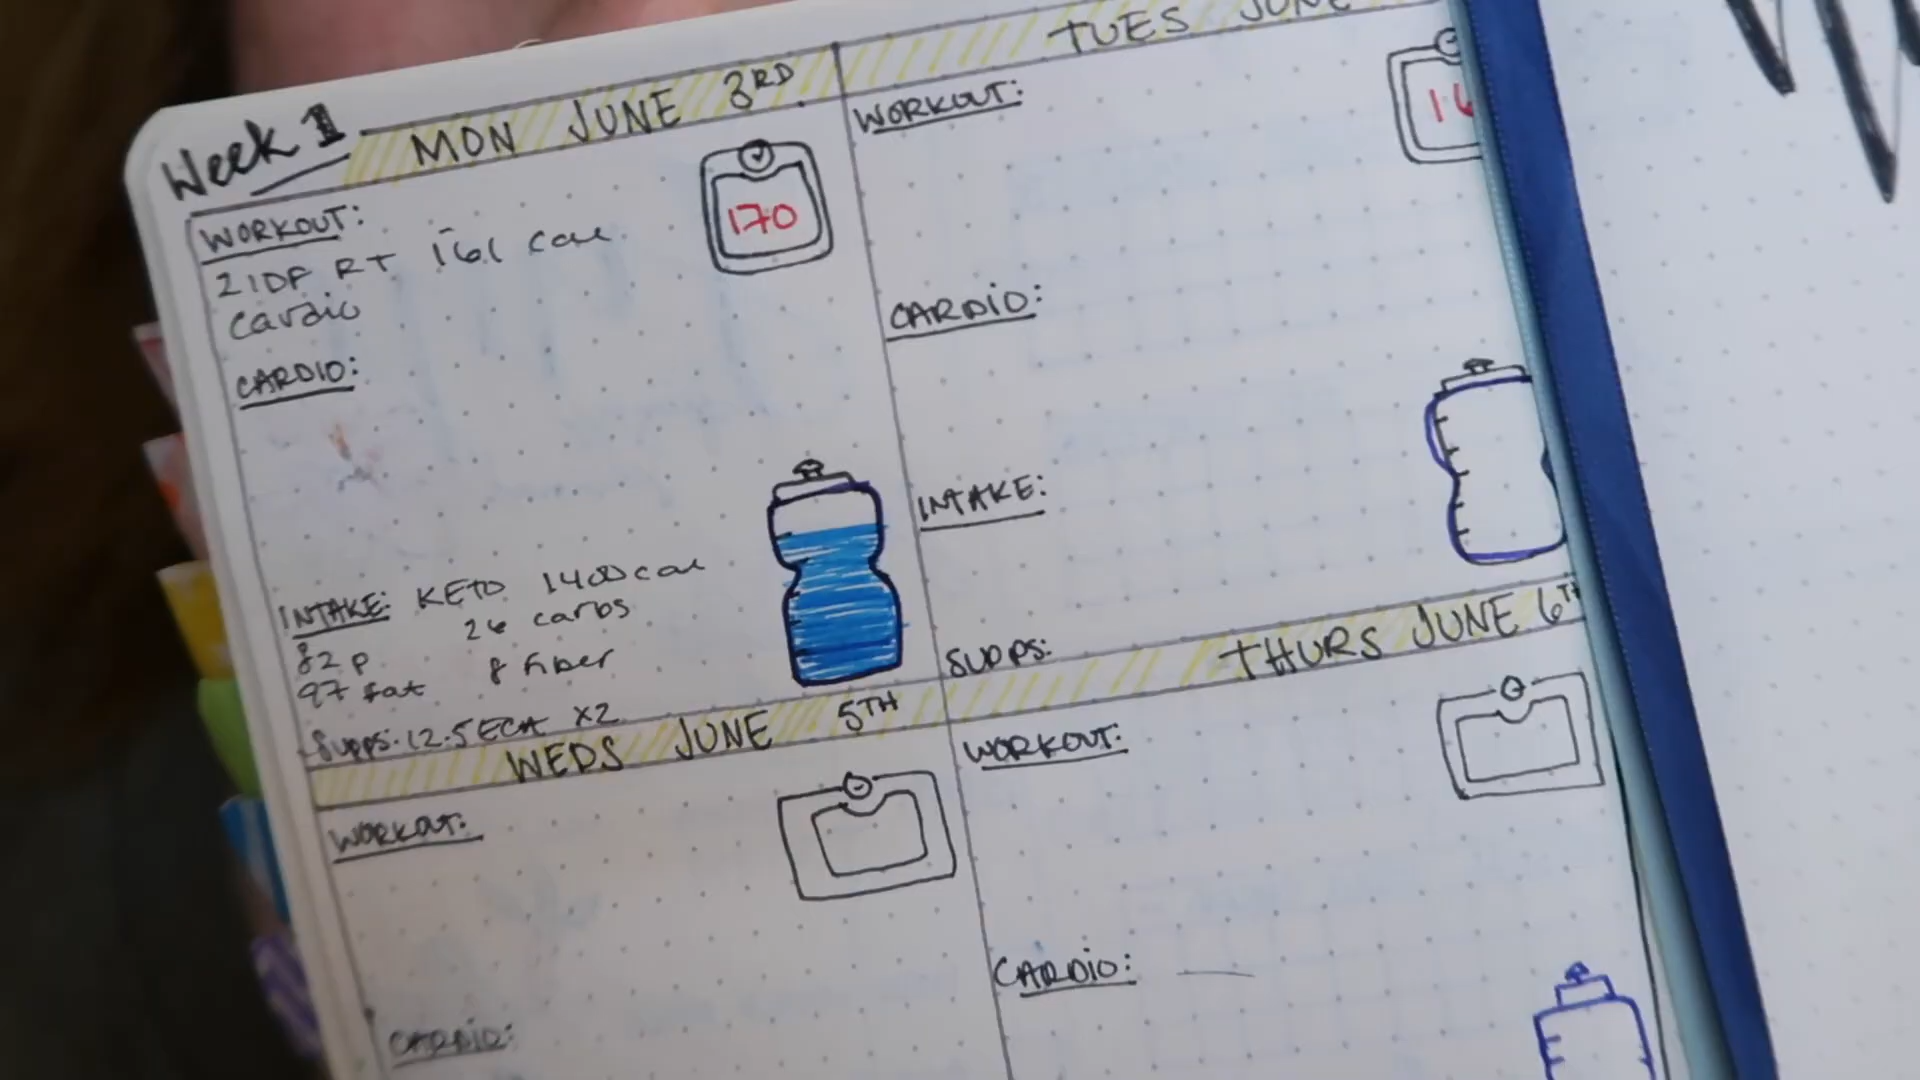 Week 1
MON JUNE 3RD.
WORKOUT:
170
21DF RT 161 cal
cardio
CARDIO:
INTAKE: KETO 1400 cal
26 carbs
82 p
8 fiber
97 fat
Supps: 12.5 ECA X2
TUES JUNE
WORKOUT:
16
CARDIO:
INTAKE:
SUPPS:
WEDS JUNE 5TH
WORKOUT:
CARDIO:
THURS JUNE 6TH
WORKOUT:
CARDIO: